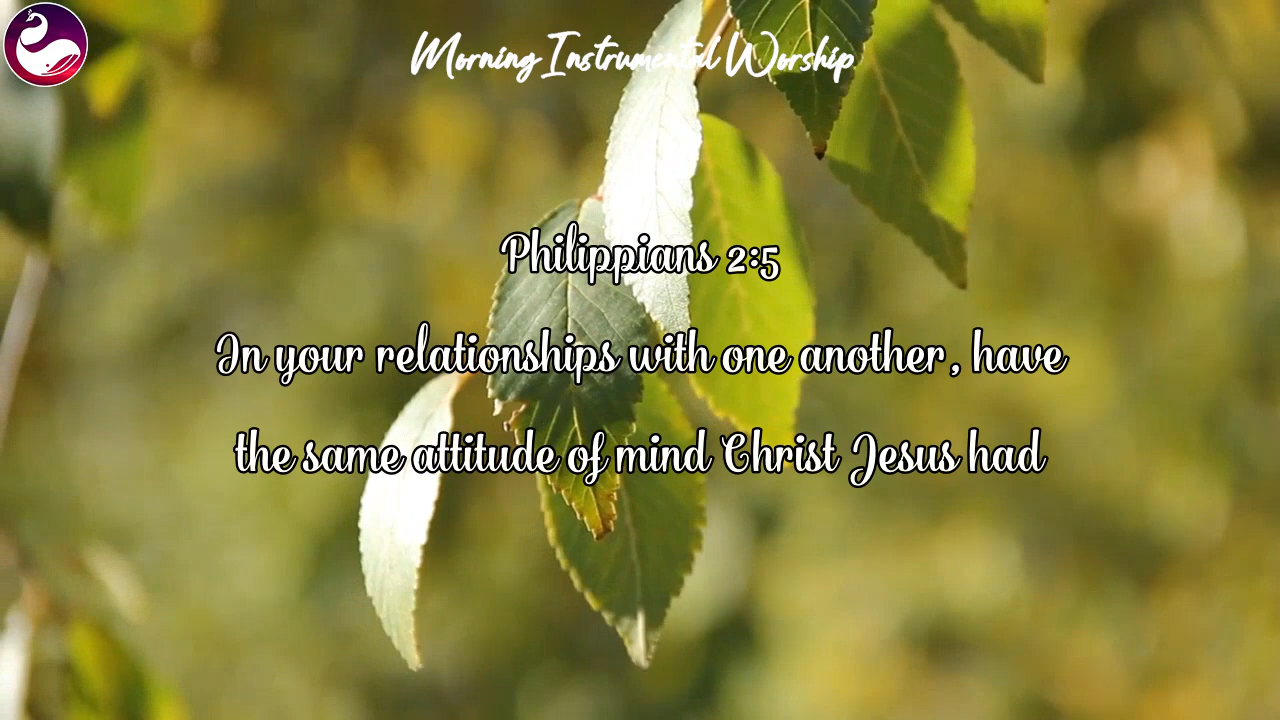 Morning Instrumental Worship
Philippians 2:5
In your relationships with one another, have
the same attitude of mind Christ Jesus had